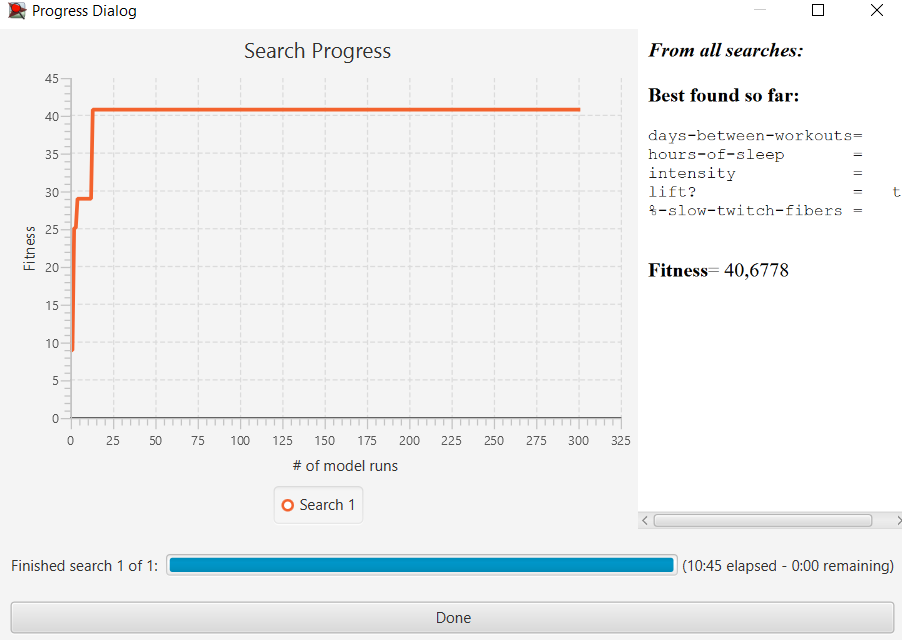 Progress Dialog
Search Progress
45
40
35
30
25
20
15
10
5
0
Fitness
0 25 50 75 100 125 150 175 200 225 250 275 300 325
# of model runs
Search 1
From all searches:
Best found so far:
days-between-workouts=
hours-of-sleep =
intensity =
lift? = t
%-slow-twitch-fibers =
Fitness= 40,6778
Finished search 1 of 1: (10:45 elapsed - 0:00 remaining)
Done